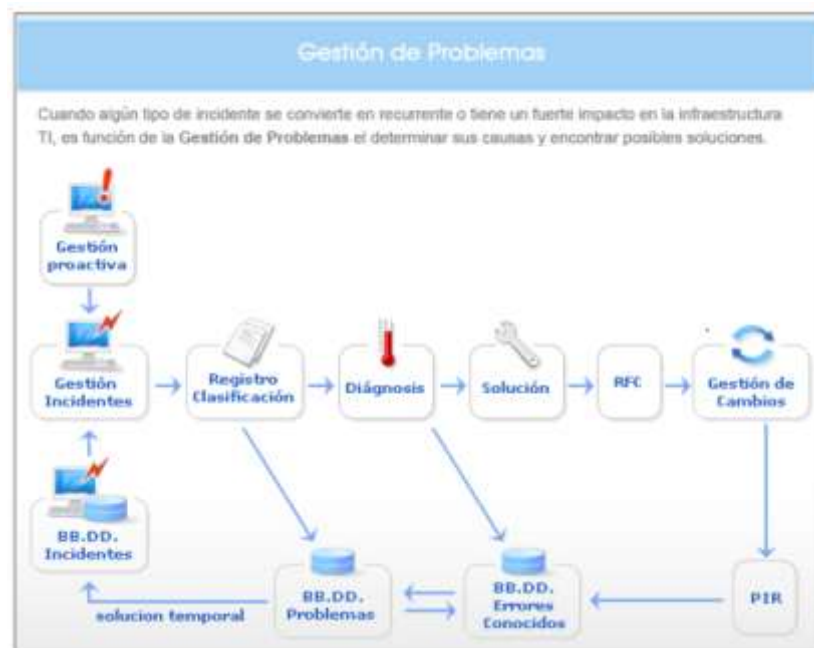 Gestión de Problemas
Cuando algún tipo de incidente se convierte en recurrente o tiene un fuerte impacto en la infraestructura
TI, es función de la Gestión de Problemas el determinar sus causas y encontrar posibles soluciones.
Gestión
proactiva
Gestión
Incidentes
Registro
Clasificación
Diágnosis
Solución
RFC
Gestión de
Cambios
BB.DD.
Incidentes
solucion temporal
BB.DD.
Problemas
BB.DD.
Errores
Conocidos
PIR